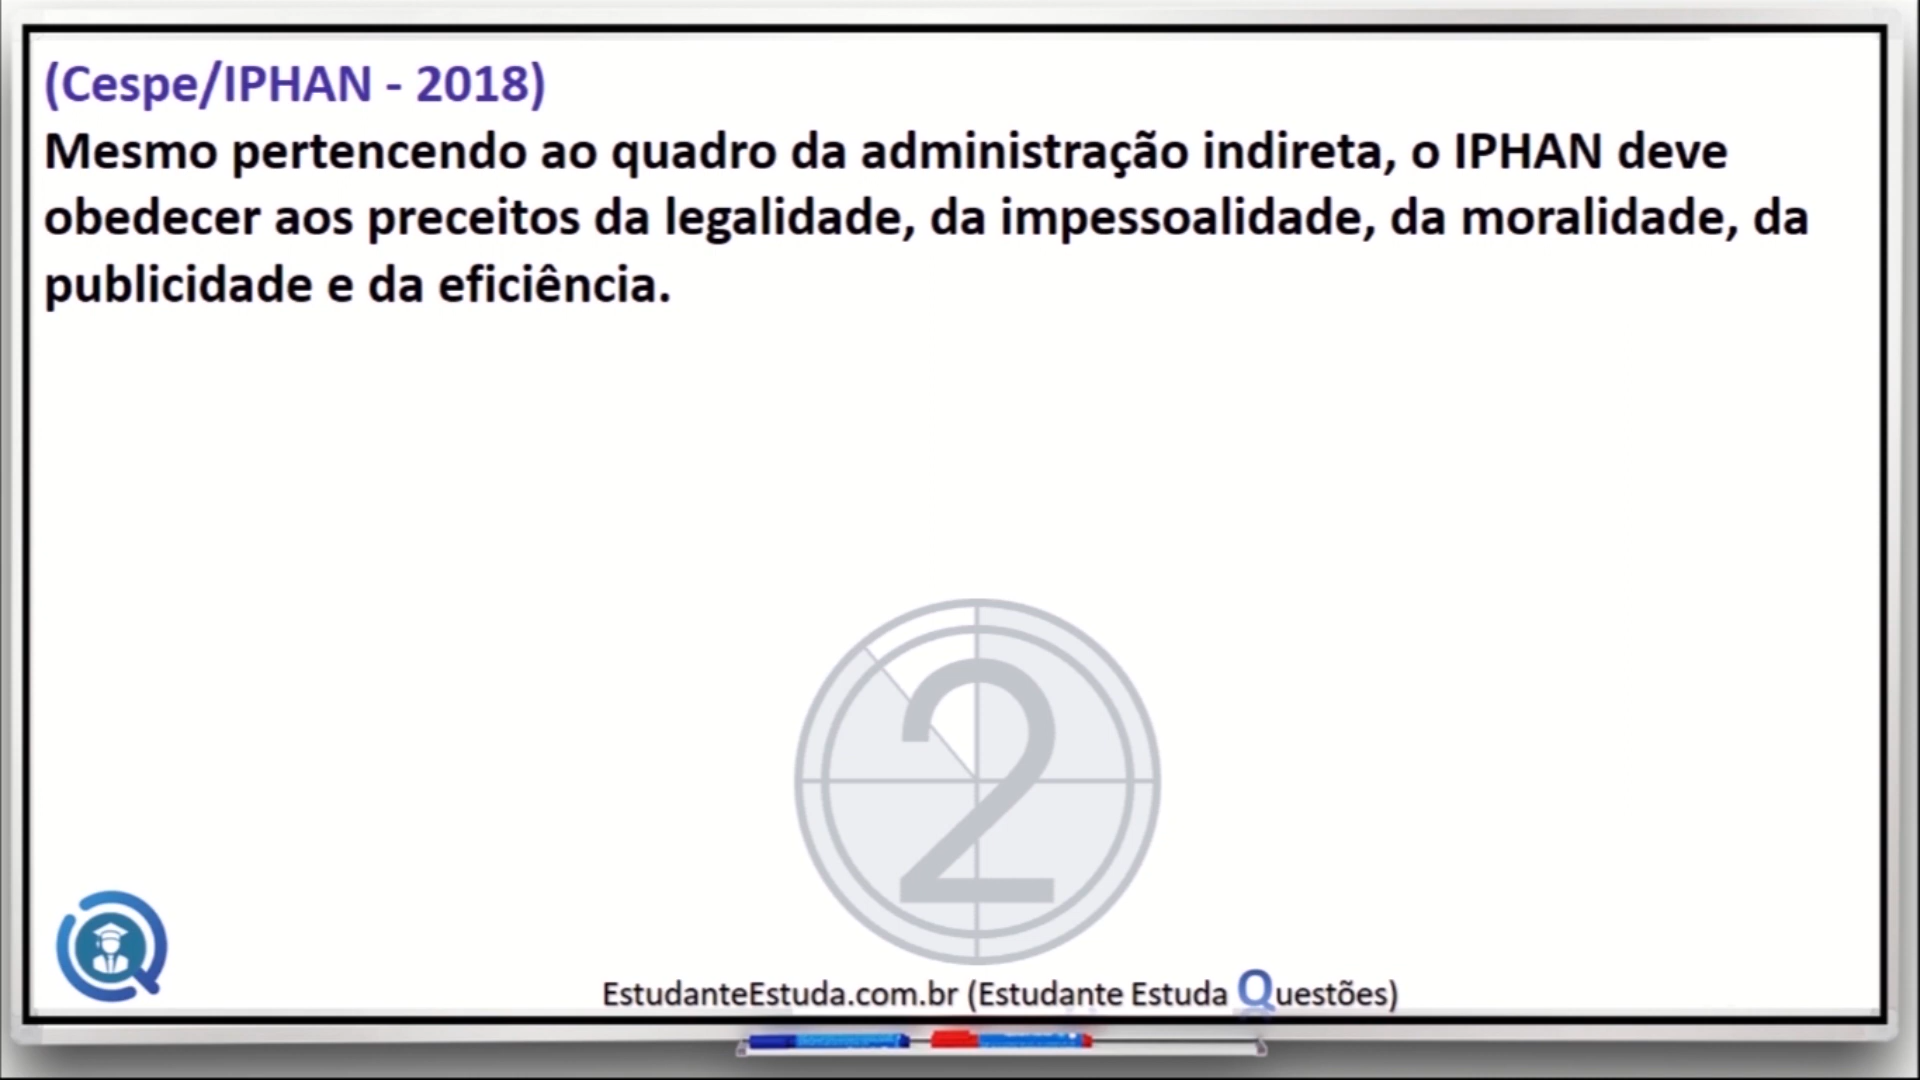 (Cespe/IPHAN - 2018)
Mesmo pertencendo ao quadro da administração indireta, o IPHAN deve
obedecer aos preceitos da legalidade, da impessoalidade, da moralidade, da
publicidade e da eficiência.
2
EstudanteEstuda.com.br (Estudante Estuda Questões)